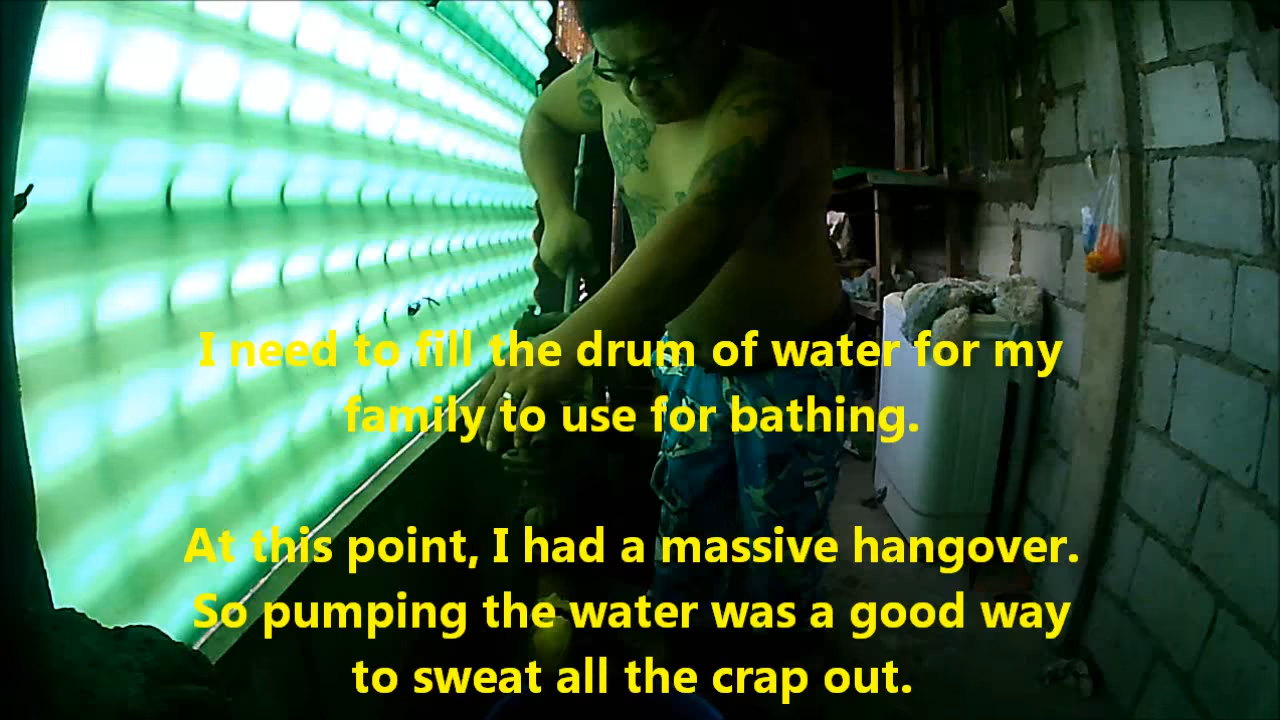 I need to fill the drum of water for my
family to use for bathing.
At this point, I had a massive hangover.
So pumping the water was a good way
to sweat all the crap out.